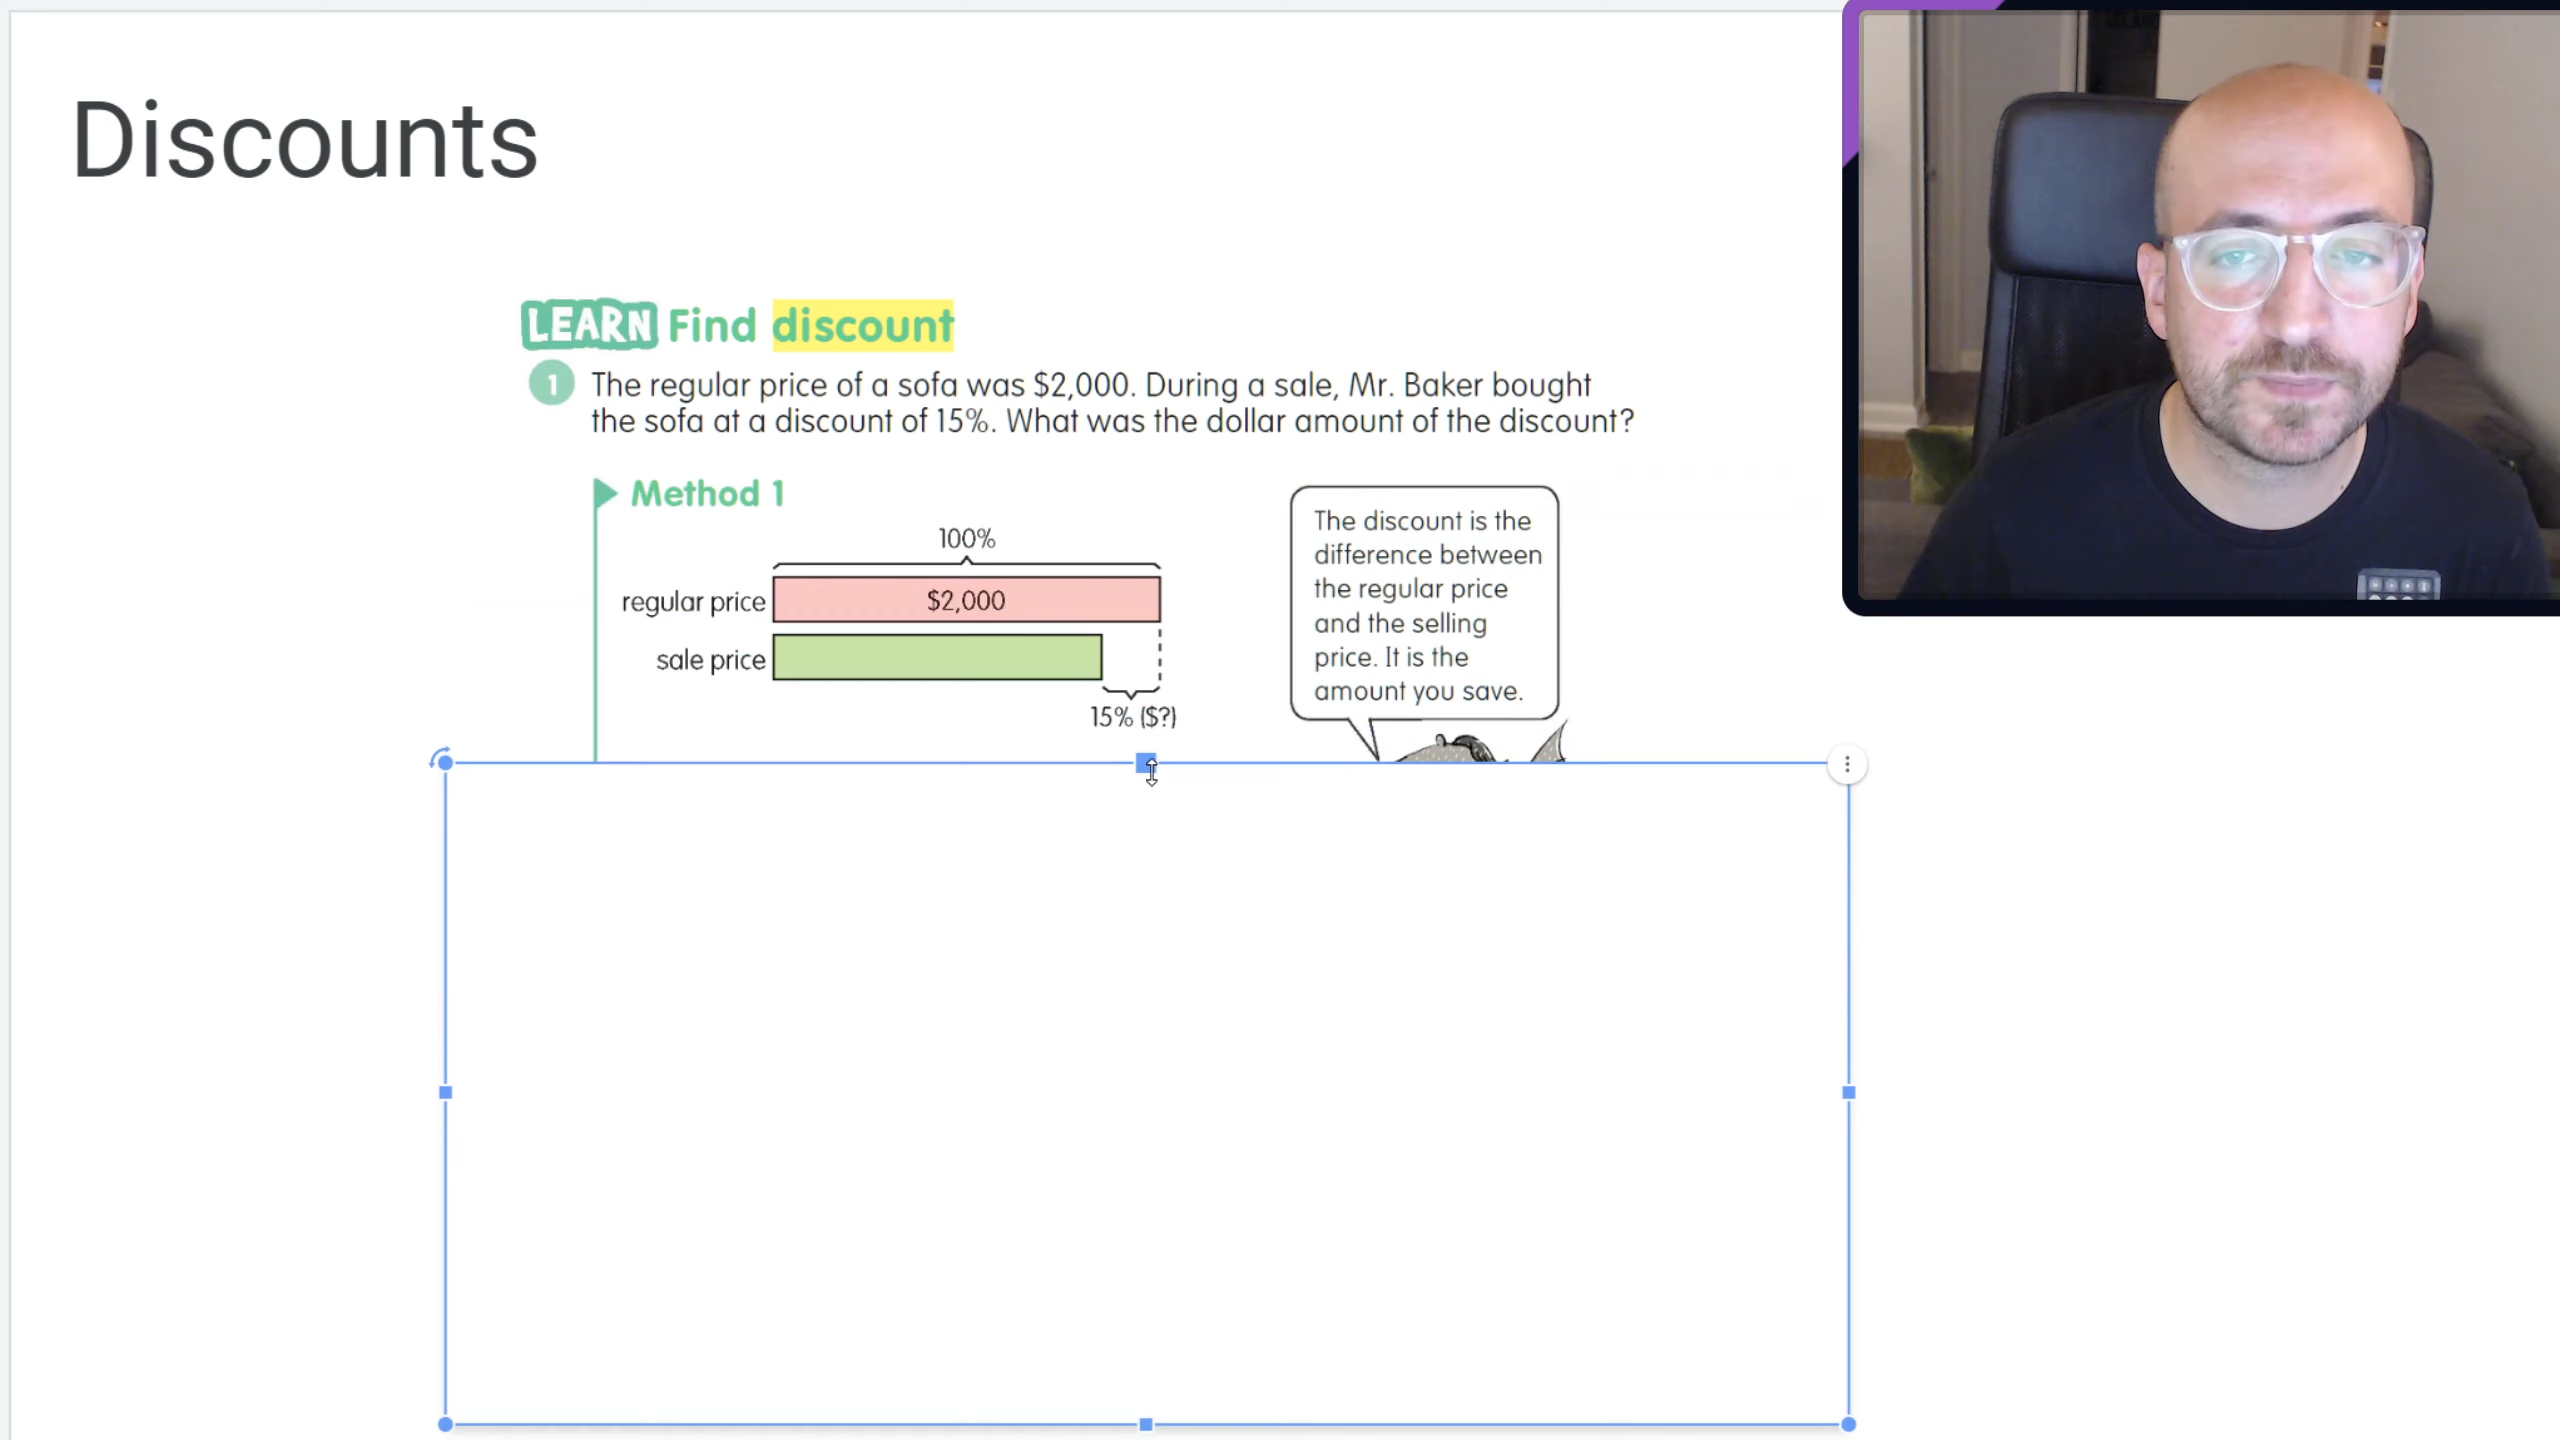 Discounts
LEARN Find discount
1 The regular price of a sofa was $2,000. During a sale, Mr. Baker bought
the sofa at a discount of 15%. What was the dollar amount of the discount?
Method 1
100%
regular price $2,000
sale price
15% ($?)
The discount is the
difference between
the regular price
and the selling
price. It is the
amount you save.